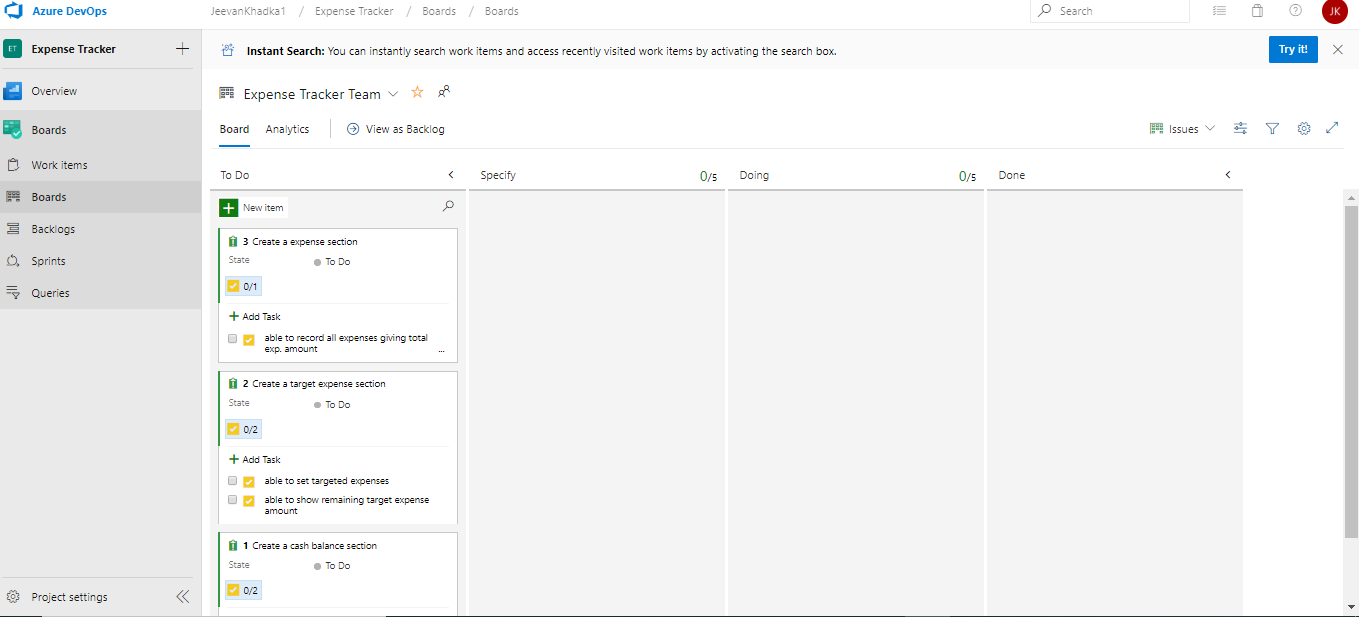 Azure DevOps
JeevanKhadka1 / Expense Tracker / Boards / Boards
Search
JK
ET
Expense Tracker
Instant Search: You can instantly search work items and access recently visited work items by activating the search box.
Try it!
Overview
Boards
Work items
Boards
Backlogs
Sprints
Queries
Project settings
Expense Tracker Team
Board
Analytics
View as Backlog
Issues
To Do
Specify
0/5
Doing
0/5
Done
New item
3 Create a expense section
State
To Do
0/1
Add Task
able to record all expenses giving total
exp. amount
...
2 Create a target expense section
State
To Do
0/2
Add Task
able to set targeted expenses
able to show remaining target expense
amount
1 Create a cash balance section
State
To Do
0/2